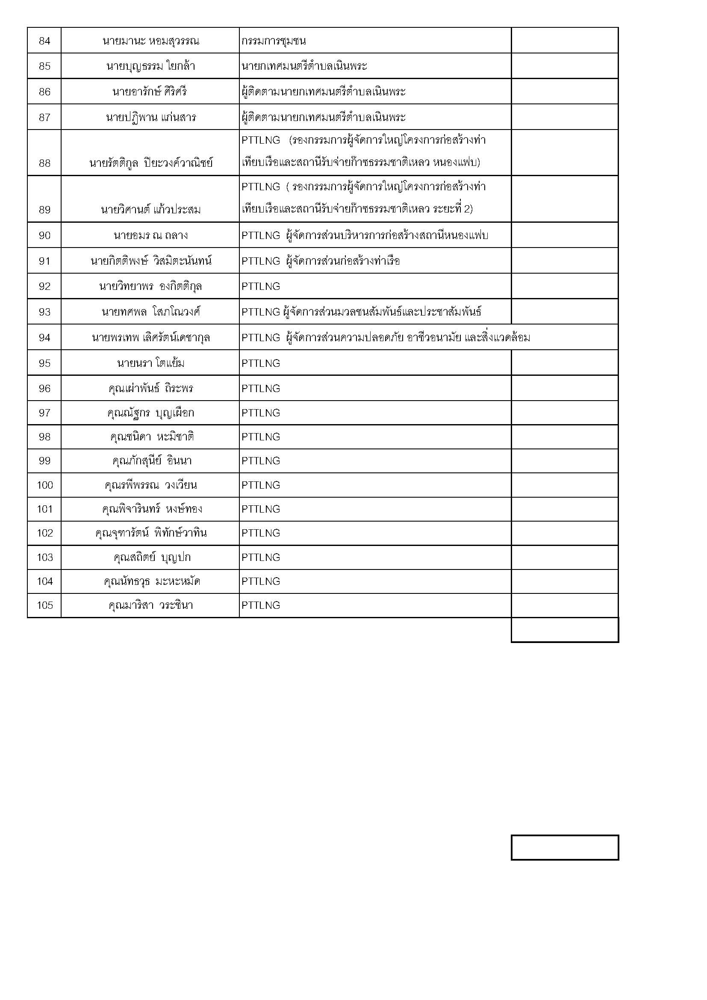 84 นายมานะ หอมสุวรรณ กรรมการชุมชน
85 นายบุญธรรม ใยกล้า นายกเทศมนตรีตำบลเนินพระ
86 นายอารักษ์ ศิริศรี ผู้ติดตามนายกเทศมนตรีตำบลเนินพระ
87 นายปฏิพาน แก่นสาร ผู้ติดตามนายกเทศมนตรีตำบลเนินพระ
PTTLNG (รองกรรมการผู้จัดการใหญ่โครงการก่อสร้างท่า
88 นายรัตติกูล ปิยะวงค์วาณิชย์ เทียบเรือและสถานีรับจ่ายก๊าซธรรมชาติเหลว หนองแฟบ)
PTTLNG ( รองกรรมการผู้จัดการใหญ่โครงการก่อสร้างท่า
89 นายวิศานต์ แก้วประสม เทียบเรือและสถานีรับจ่ายก๊าซธรรมชาติเหลว ระยะที่ 2)
90 นายอมร ณ ถลาง PTTLNG ผู้จัดการส่วนบริหารการก่อสร้างสถานีหนองแฟบ
91 นายกิตติพงษ์ วิสมิตะนันทน์ PTTLNG ผู้จัดการส่วนก่อสร้างท่าเรือ
92 นายวิทยาพร องกิตติกุล PTTLNG
93 นายทศพล โสภโณวงศ์ PTTLNG ผู้จัดการส่วนมวลชนสัมพันธ์และประชาสัมพันธ์
94 นายพรเทพ เลิศรัตน์เดชากุล PTTLNG ผู้จัดการส่วนความปลอดภัย อาชีวอนามัย และสิ่งแวดล้อม
95 นายนรา โตแย้ม PTTLNG
96 คุณเผ่าพันธ์ ถิระพร PTTLNG
97 คุณณัฐกร บุญเผือก PTTLNG
98 คุณชนิดา หะมิชาติ PTTLNG
99 คุณภักสุนีย์ อินนา PTTLNG
100 คุณรพีพรรณ วงเวียน PTTLNG
101 คุณพิจารินทร์ หงษ์ทอง PTTLNG
102 คุณจุฑารัตน์ พิทักษ์วาทิน PTTLNG
103 คุณสถิตย์ บุญปก PTTLNG
104 คุณนัทธวุธ มะหะหมัด PTTLNG
105 คุณมาริสา วระชินา PTTLNG